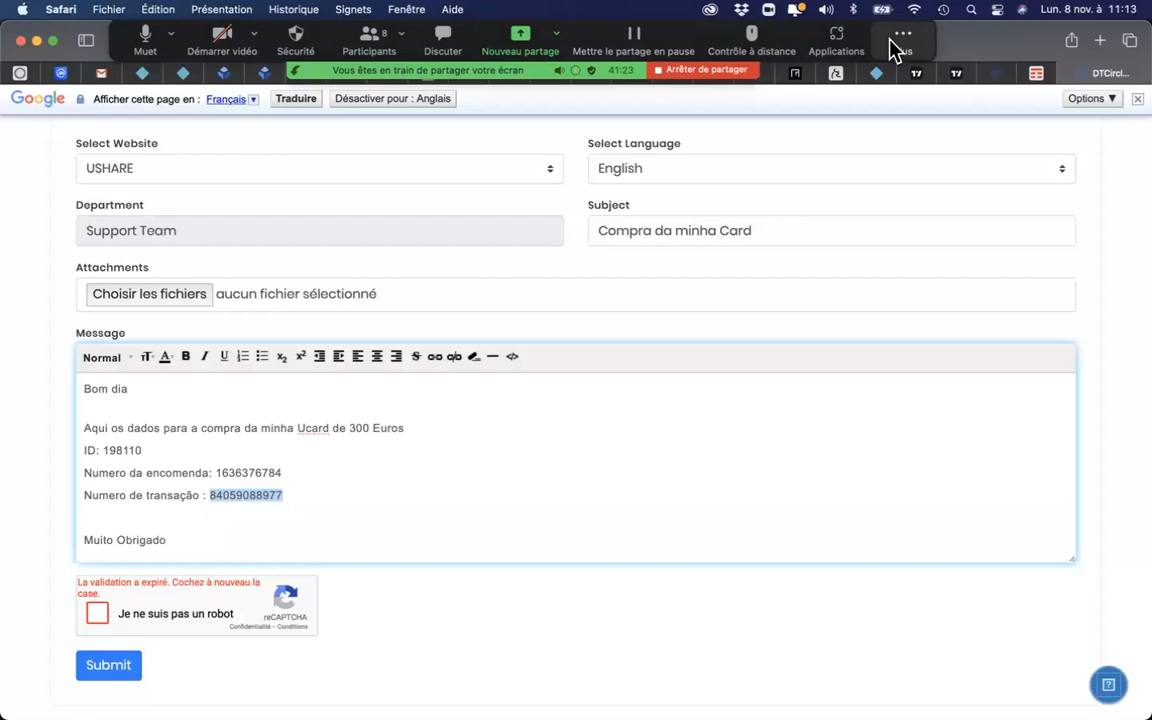 Safari Fichier Édition Présentation Historique Signets Fenêtre Aide Lun. 8 nov. à 11:13
Muet Démarrer vidéo Sécurité Participants 8 Discuter Nouveau partage Mettre le partage en pause Contrôle à distance Applications
Vous êtes en train de partager votre écran 41:23 Arrêter de partager DTCircl...
Google Afficher cette page en : Français Traduire Désactiver pour : Anglais Options ▼
Select Website Select Language
USHARE English
Department Subject
Support Team Compra da minha Card
Attachments
Choisir les fichiers aucun fichier sélectionné
Message
Normal
Bom dia
Aqui os dados para a compra da minha Ucard de 300 Euros
ID: 198110
Numero da encomenda: 1636376784
Numero de transação : 84059088977
Muito Obrigado
La validation a expiré. Cochez à nouveau la
case.
Je ne suis pas un robot
reCAPTCHA
Confidentialité - Conditions
Submit